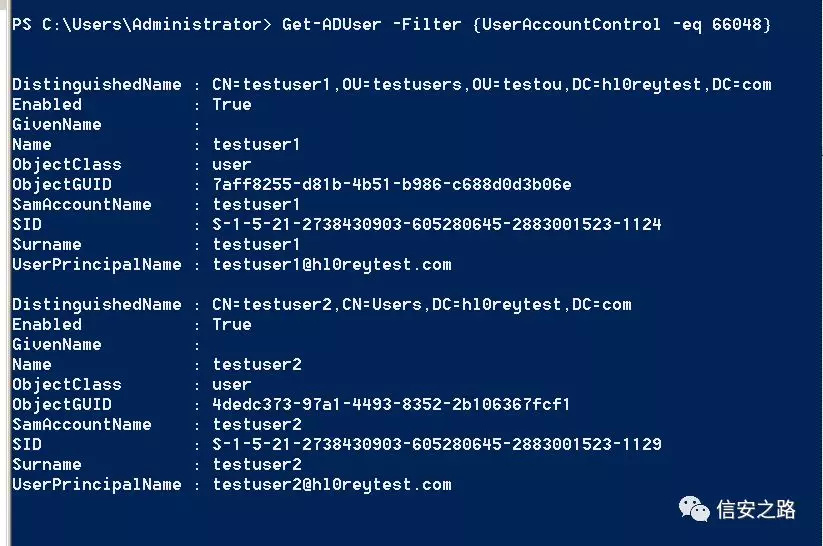 PS C:\Users\Administrator> Get-ADUser -Filter {UserAccountControl -eq 66048}
DistinguishedName : CN=testuser1,OU=testusers,OU=testou,DC=hl0reytest,DC=com
Enabled : True
GivenName :
Name : testuser1
ObjectClass : user
ObjectGUID : 7aff8255-d81b-4b51-b986-c688d0d3b06e
SamAccountName : testuser1
SID : S-1-5-21-2738430903-605280645-2883001523-1124
Surname : testuser1
UserPrincipalName : testuser1@hl0reytest.com
DistinguishedName : CN=testuser2,CN=Users,DC=hl0reytest,DC=com
Enabled : True
GivenName :
Name : testuser2
ObjectClass : user
ObjectGUID : 4dedc373-97a1-4493-8352-2b106367fcf1
SamAccountName : testuser2
SID : S-1-5-21-2738430903-605280645-2883001523-1129
Surname : testuser2
UserPrincipalName : testuser2@hl0reytest.com
信安之路